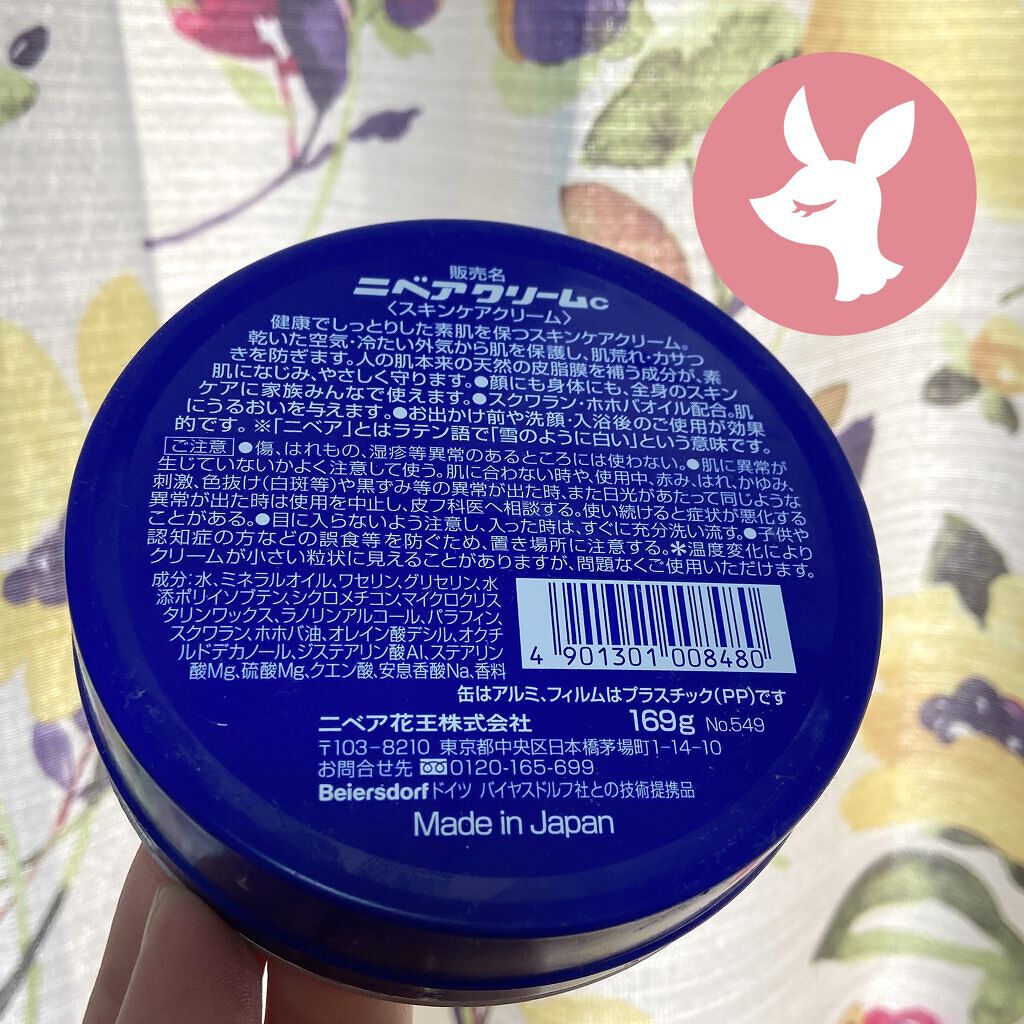 販売名
ニベアクリームc
〈スキンケアクリーム〉
健康でしっとりした素肌を保つスキンケアクリーム。
乾いた空気・冷たい外気から肌を保護し、肌荒れ・カサつ
きを防ぎます。人の肌本来の天然の皮脂膜を補う成分が、素
肌になじみ、やさしく守ります。●顔にも身体にも、全身のスキン
ケアに家族みんなで使えます。●スクワラン・ホホバオイル配合。肌
にうるおいを与えます。●お出かけ前や洗顔・入浴後のご使用が効果
的です。※「ニベア」とはラテン語で「雪のように白い」という意味です。
ご注意 ●傷、はれもの、湿疹等異常のあるところには使わない。●肌に異常が
生じていないかよく注意して使う。肌に合わない時や、使用中、赤み、はれ、かゆみ、
刺激、色抜け(白斑等)や黒ずみ等の異常が出た時、また日光があたって同じような
異常が出た時は使用を中止し、皮フ科医へ相談する。使い続けると症状が悪化する
ことがある。●目に入らないよう注意し、入った時は、すぐに充分洗い流す。●子供や
認知症の方などの誤食等を防ぐため、置き場所に注意する。＊温度変化により
クリームが小さい粒状に見えることがありますが、問題なくご使用いただけます。
成分：水、ミネラルオイル、ワセリン、グリセリン、水
添ポリイソブテン、シクロメチコン、マイクロクリス
タリンワックス、ラノリンアルコール、パラフィン、
スクワラン、ホホバ油、オレイン酸デシル、オクチ
ルドデカノール、ジステアリン酸Al、ステアリン
酸Mg、硫酸Mg、クエン酸、安息香酸Na、香料
4 901301 008480
缶はアルミ、フィルムはプラスチック(PP)です
ニベア花王株式会社 169g No.549
〒103-8210 東京都中央区日本橋茅場町1-14-10
お問合せ先 0120-165-699
Beiersdorf ドイツ バイヤスドルフ社との技術提携品
Made in Japan